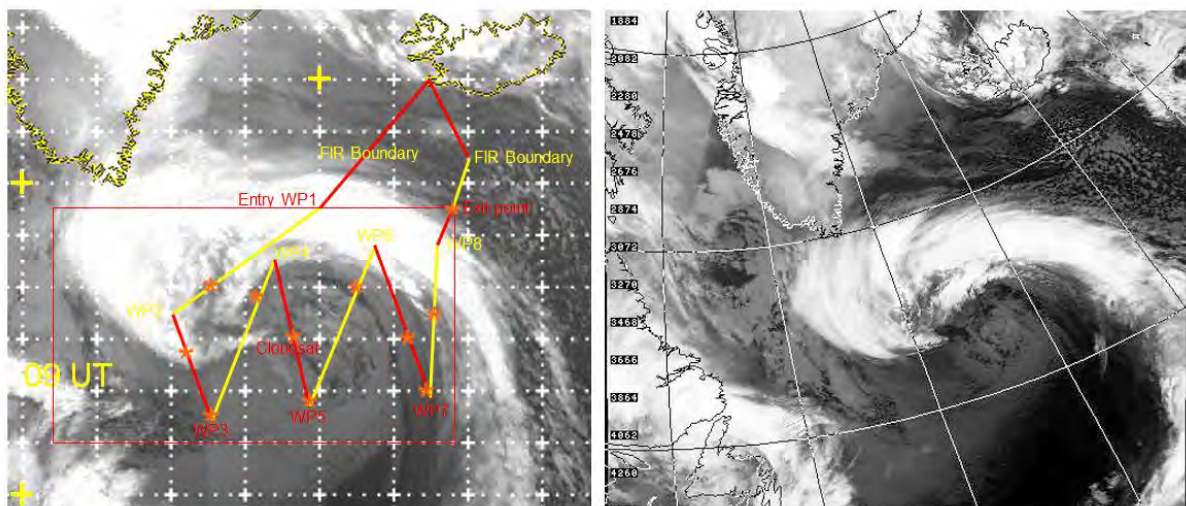 FIR Boundary
FIR Boundary
Entry WP1
Exit point
WP4
WP6
WP8
WP2
Cloudsat
09 UT
WP3
WP5
WP7
1884
2082
2280
2478
2676
2874
3072
3270
3468
3666
3864
4062
4260